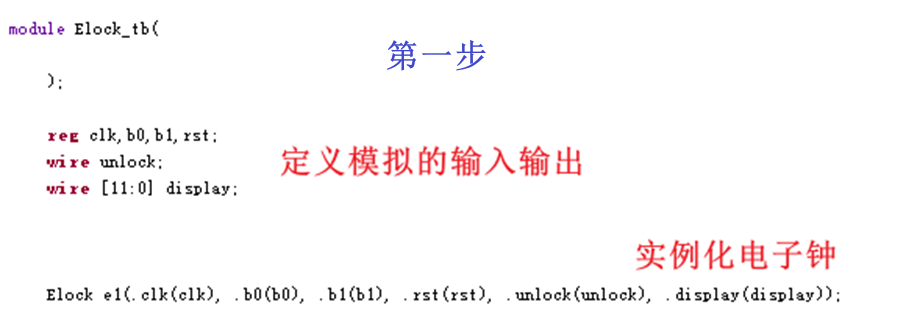 module Elock_tb(
第一步
);
reg clk,b0,b1,rst;
wire unlock;
定义模拟的输入输出
wire [11:0] display;
实例化电子钟
Elock e1(.clk(clk), .b0(b0), .b1(b1), .rst(rst), .unlock(unlock), .display(display));